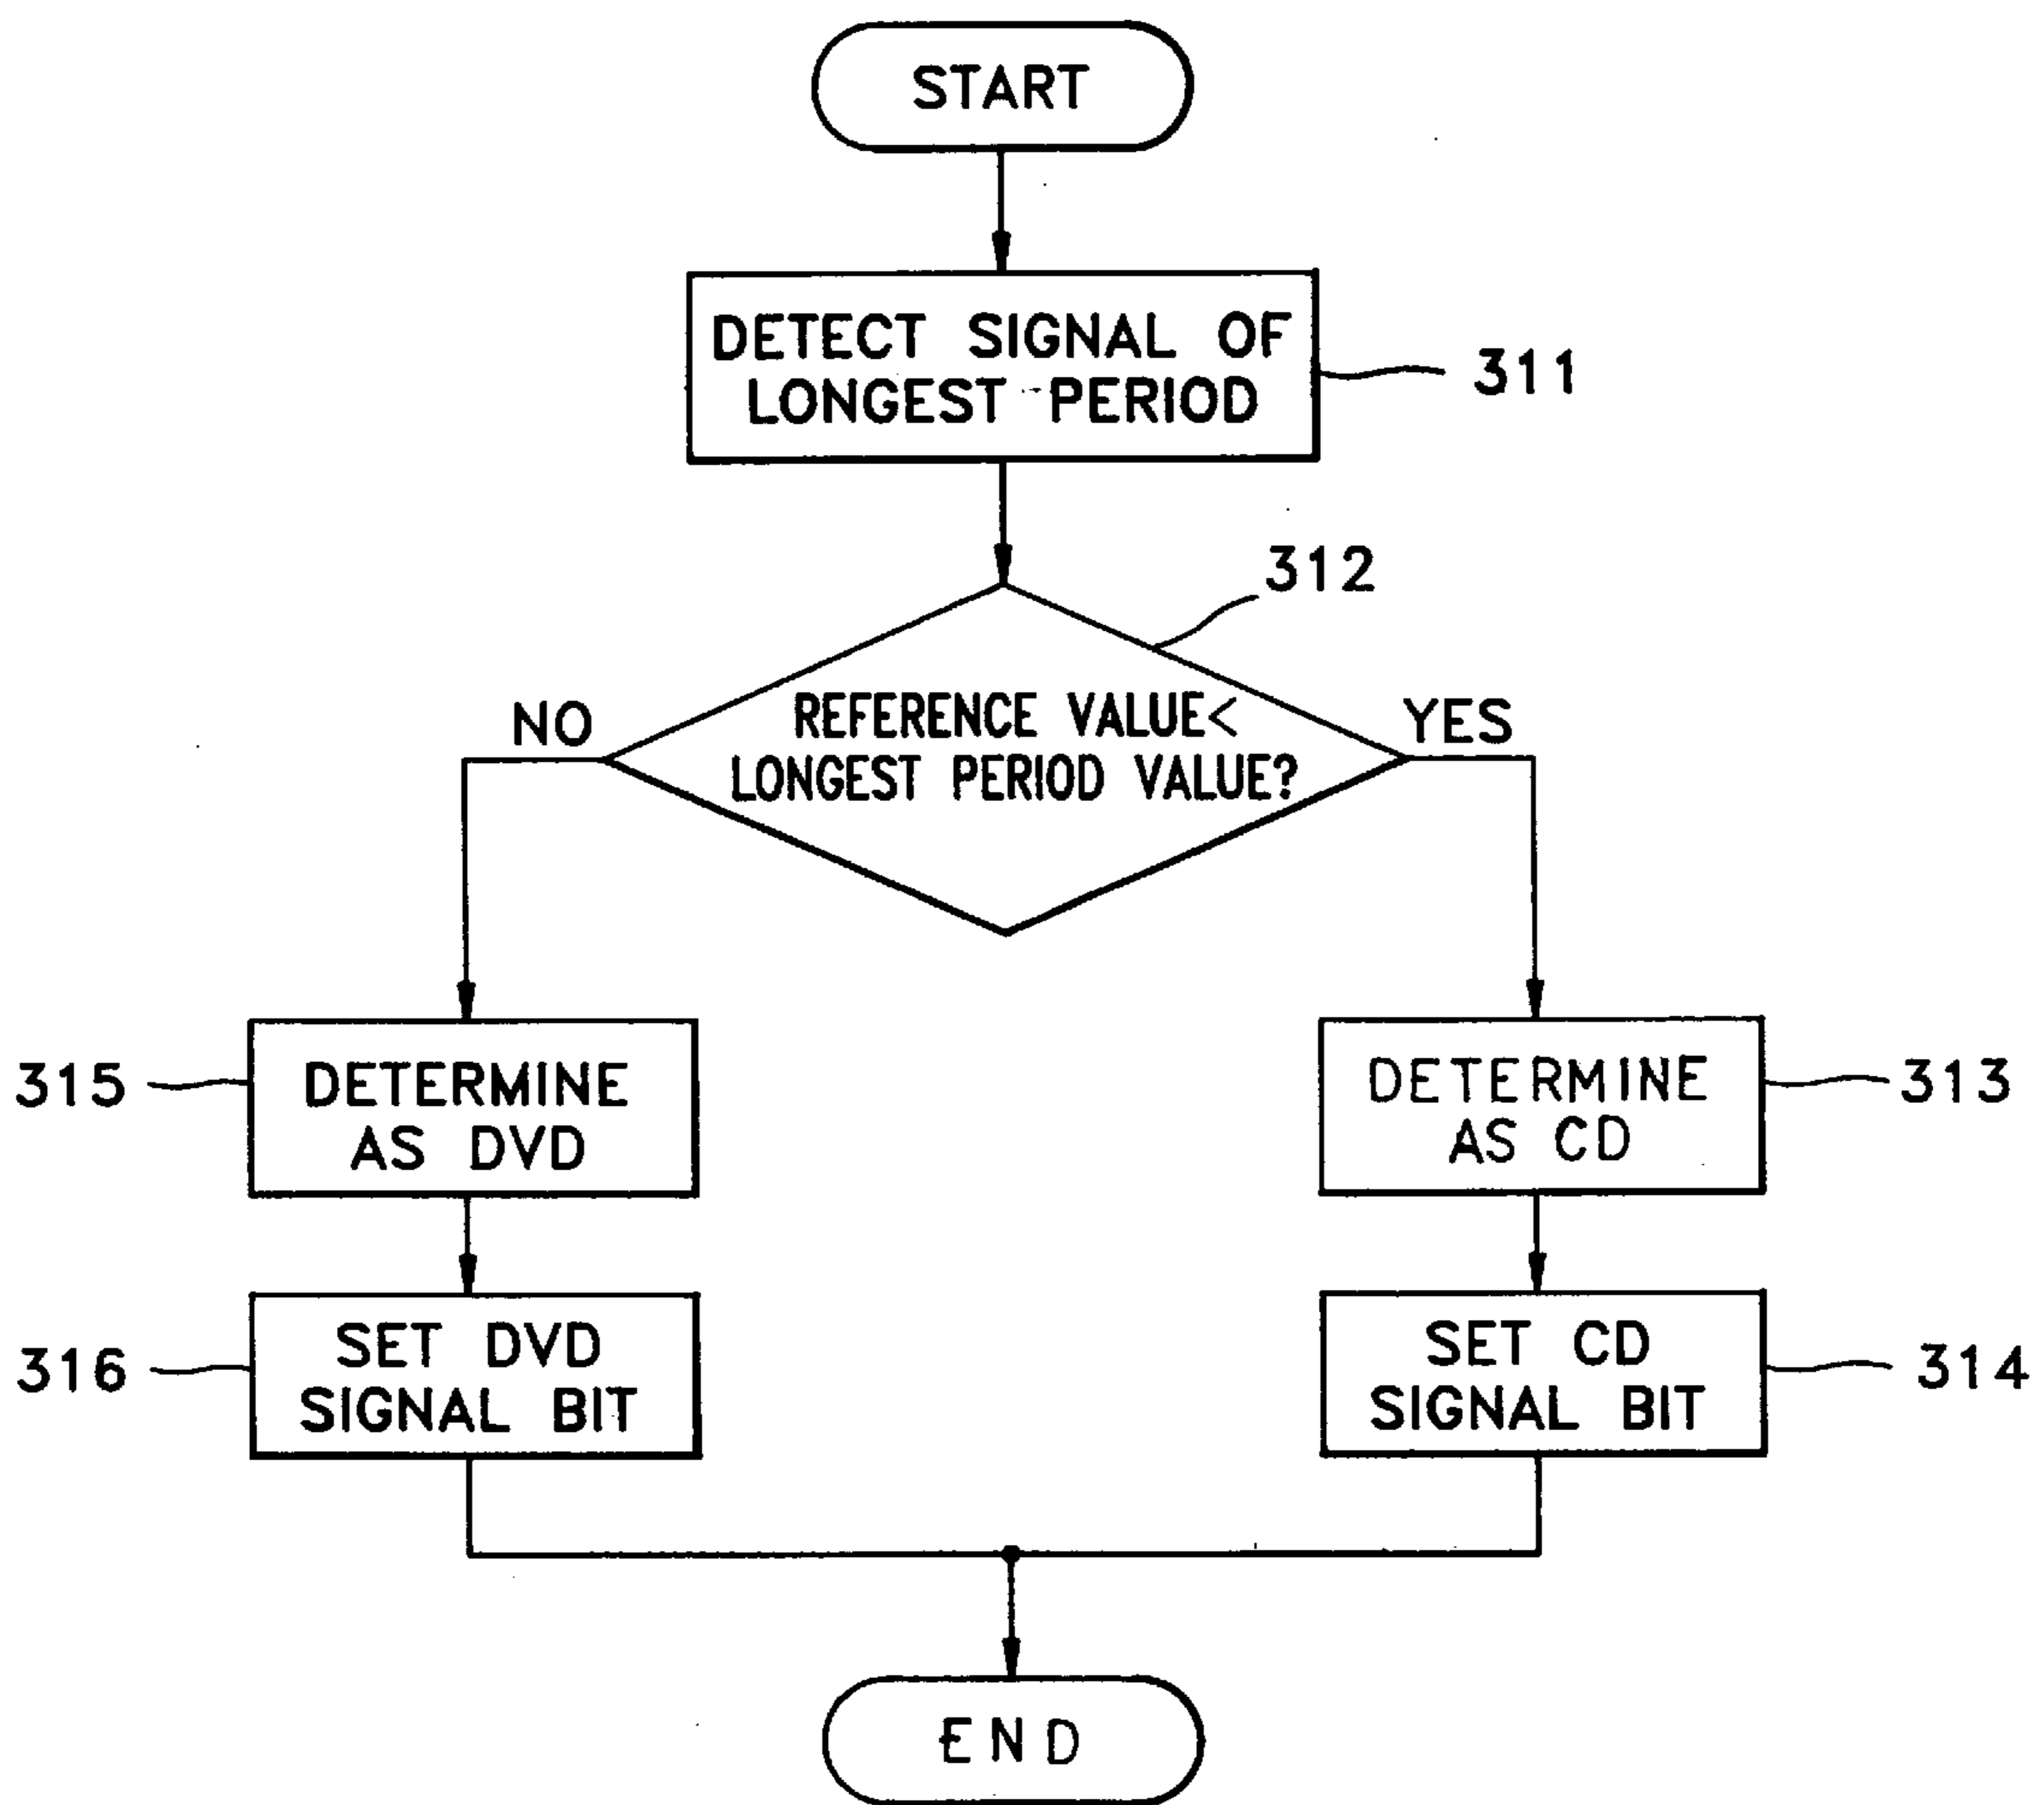 START
DETECT SIGNAL OF
LONGEST PERIOD
311
312
REFERENCE VALUE<
LONGEST PERIOD VALUE?
NO
YES
315
DETERMINE
AS DVD
DETERMINE
AS CD
313
316
SET DVD
SIGNAL BIT
SET CD
SIGNAL BIT
314
END